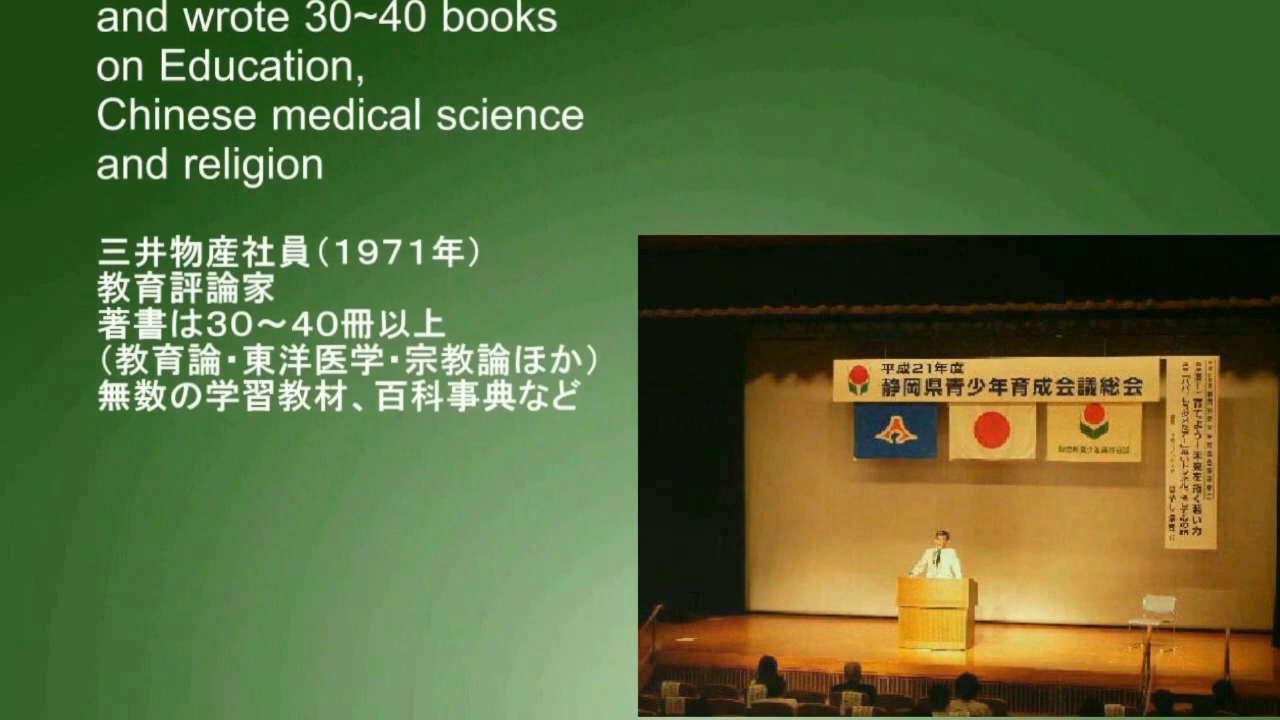 and wrote 30~40 books
on Education,
Chinese medical science
and religion
三井物産社員（１９７１年）
教育評論家
著書は３０～４０冊以上
（教育論・東洋医学・宗教論ほか）
無数の学習教材、百科事典など
平成21年度
静岡県青少年育成会議総会